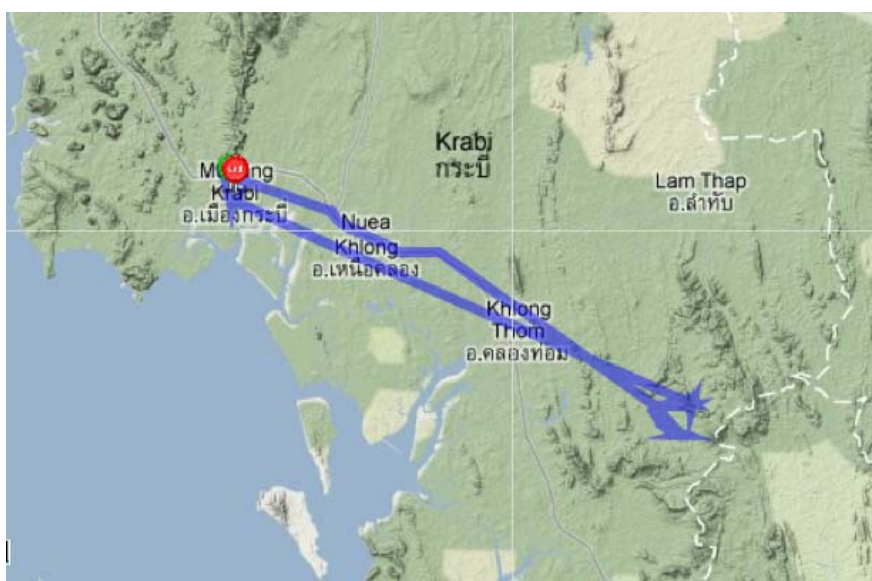 Krabi
กระบี่
Lam Thap
อ.ลำทับ
Krabi
อ.เมืองกระบี่
Nuea
Khlong
อ.เหนือคลอง
Khlong
Thom
อ.คลองท่อม